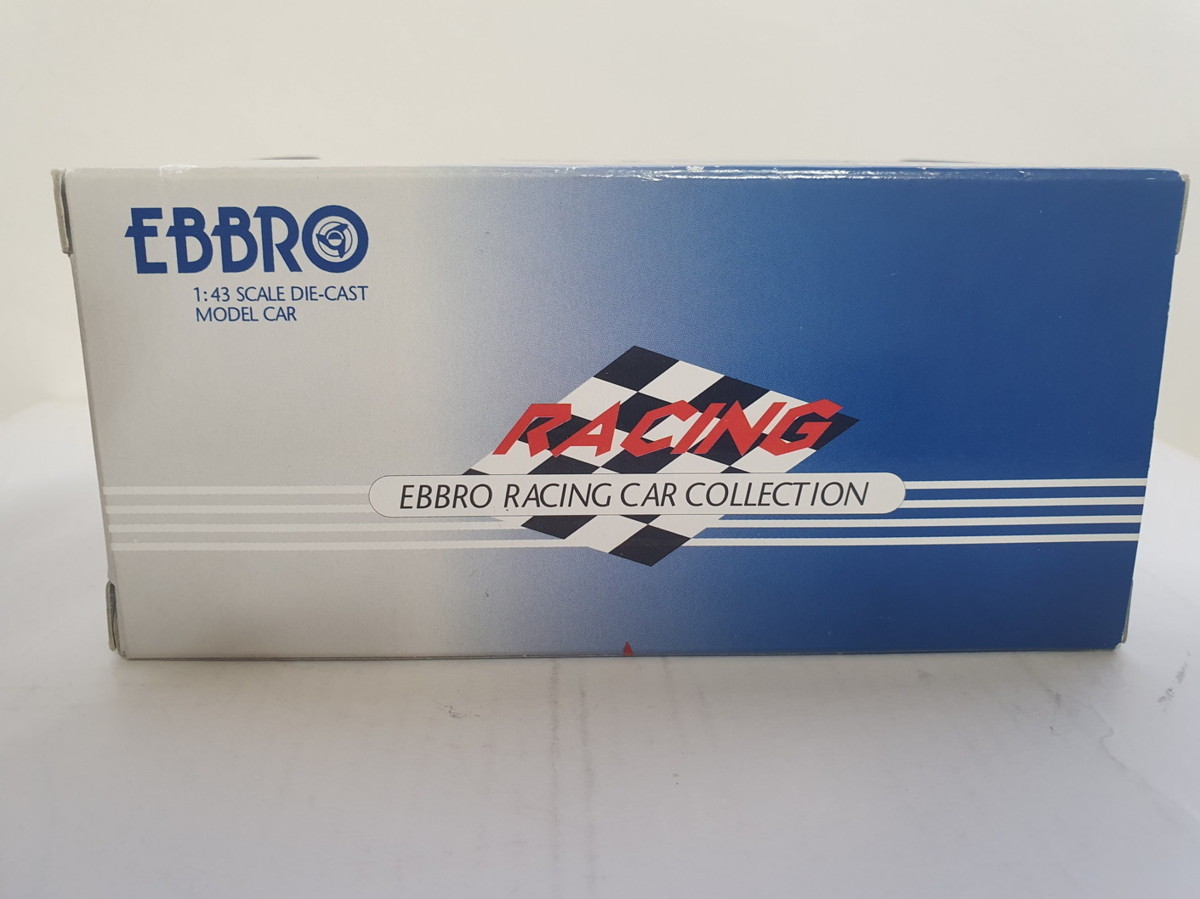 EBBRO
1:43 SCALE DIE-CAST
MODEL CAR
RACING
EBBRO RACING CAR COLLECTION